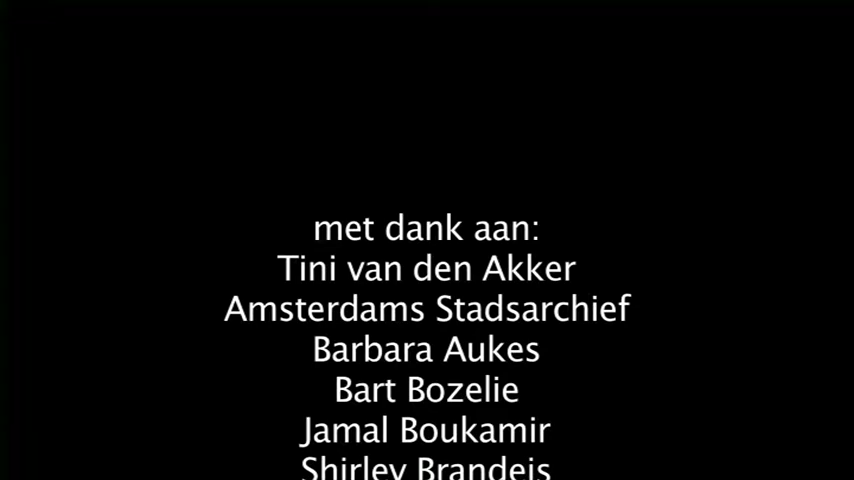 met dank aan:
Tini van den Akker
Amsterdams Stadsarchief
Barbara Aukes
Bart Bozelie
Jamal Boukamir
Shirley Brandeis